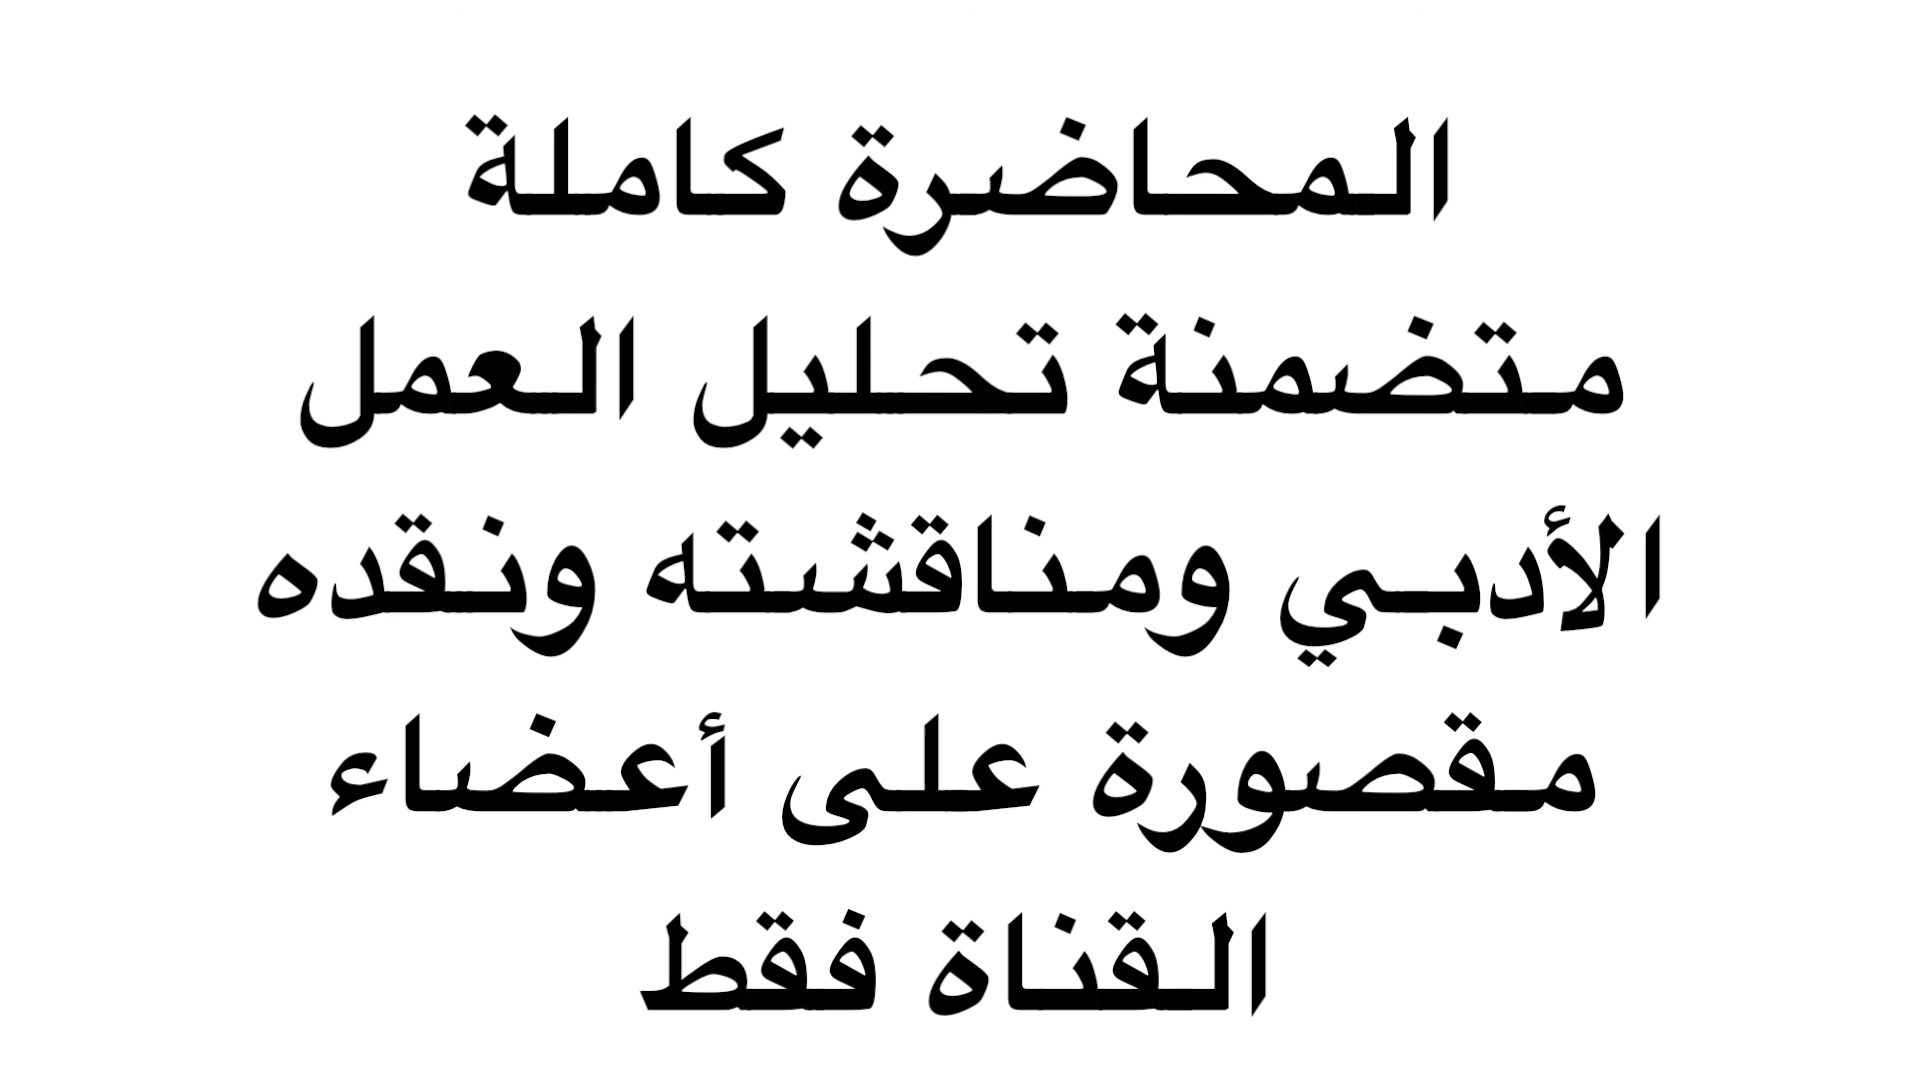 المحاضرة كاملة
متضمنة تحليل العمل
الأدبي ومناقشته ونقده
مقصورة على أعضاء
القناة فقط